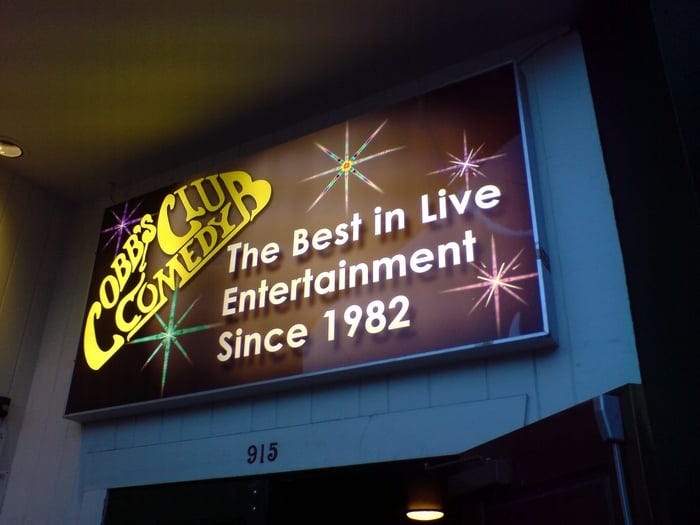 COBB'S
COMEDY
CLUB
The Best in Live
Entertainment
Since 1982
915